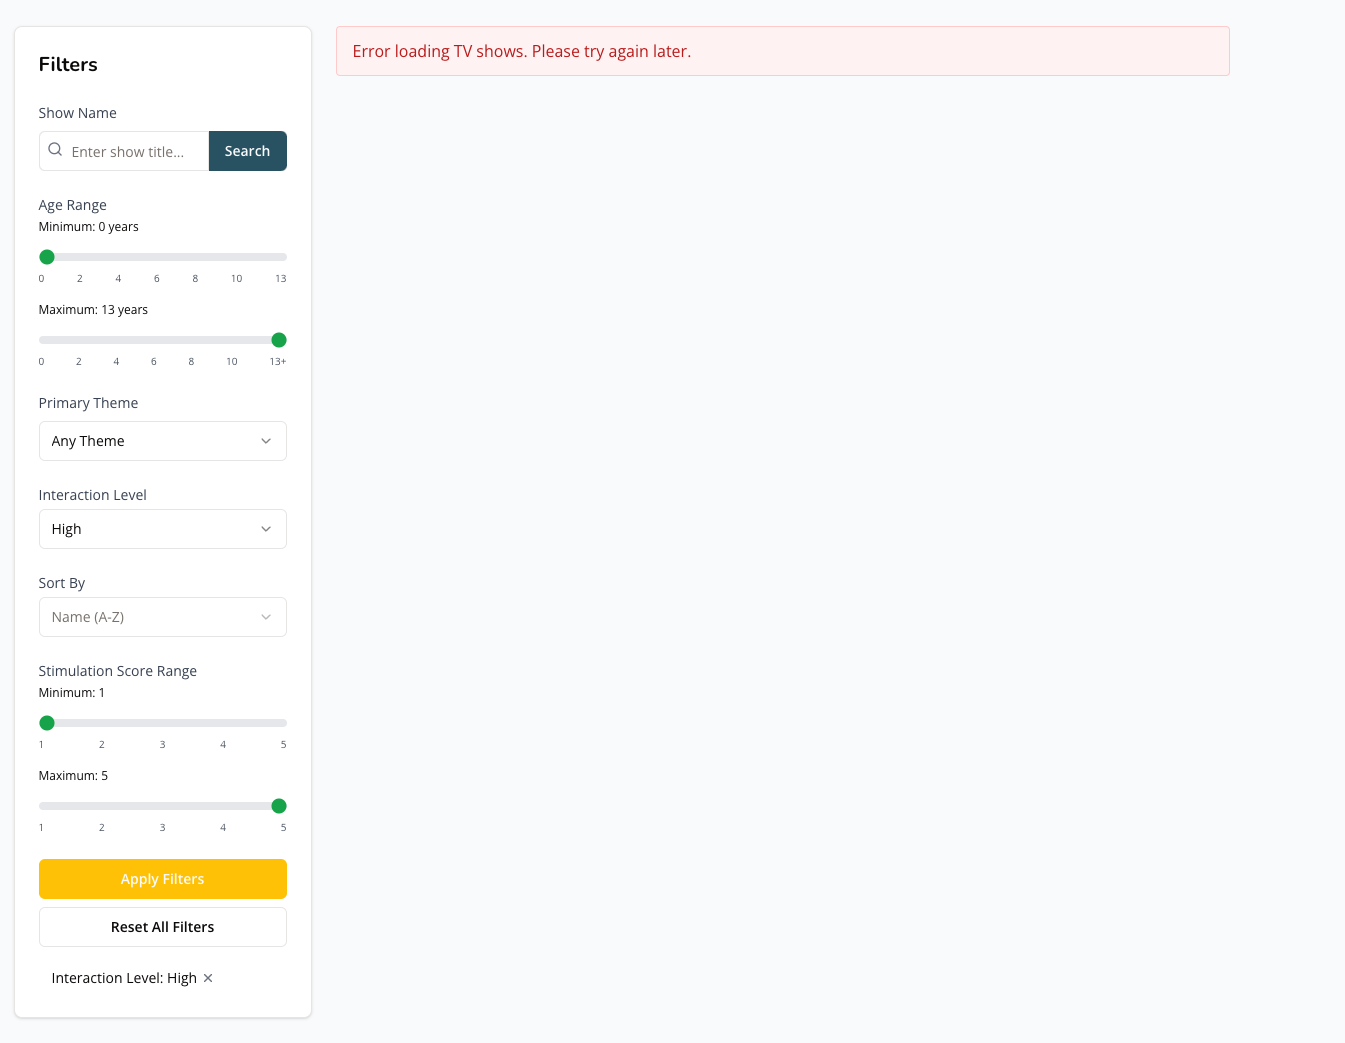 Filters
Show Name
Enter show title...
Search
Age Range
Minimum: 0 years
0 2 4 6 8 10 13
Maximum: 13 years
0 2 4 6 8 10 13+
Primary Theme
Any Theme
Interaction Level
High
Sort By
Name (A-Z)
Stimulation Score Range
Minimum: 1
1 2 3 4 5
Maximum: 5
1 2 3 4 5
Apply Filters
Reset All Filters
Interaction Level: High ×
Error loading TV shows. Please try again later.